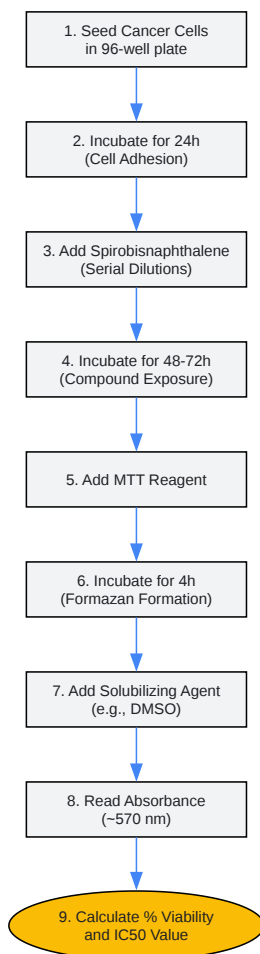 1. Seed Cancer Cells
in 96-well plate
2. Incubate for 24h
(Cell Adhesion)
3. Add Spirobisnaphthalene
(Serial Dilutions)
4. Incubate for 48-72h
(Compound Exposure)
5. Add MTT Reagent
6. Incubate for 4h
(Formazan Formation)
7. Add Solubilizing Agent
(e.g., DMSO)
8. Read Absorbance
(~570 nm)
9. Calculate % Viability
and IC50 Value